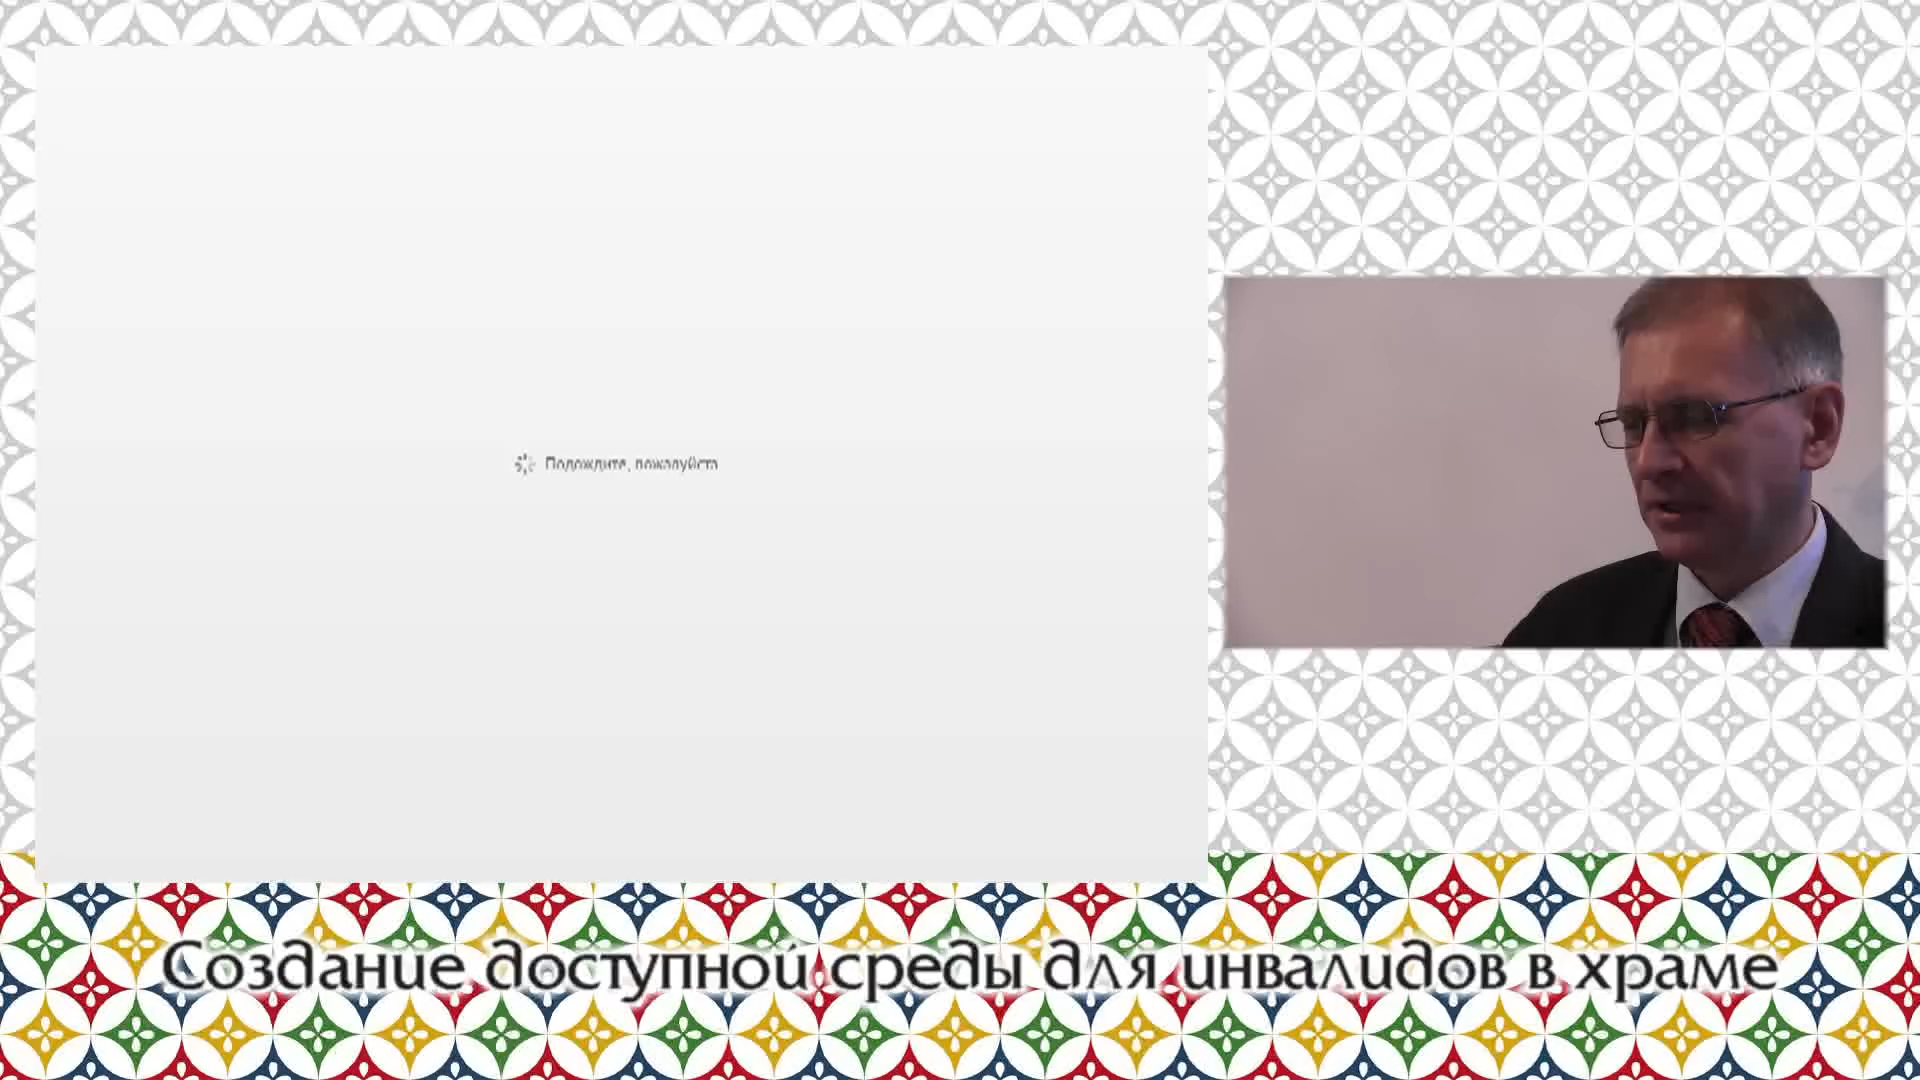 Подождите, пожалуйста
Создание доступной среды для инвалидов в храме